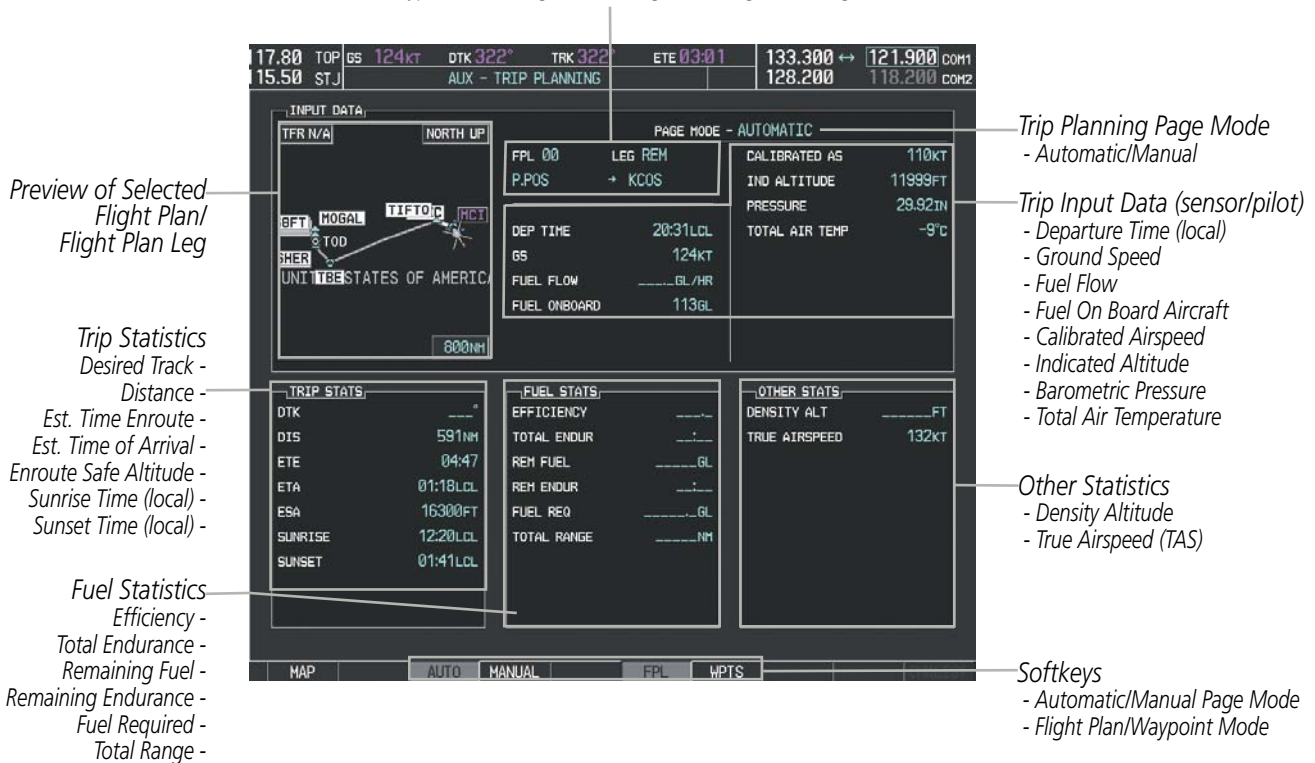 117.80 TOP GS 124KT DTK 322° TRK 322° ETE 03:01 133.300 ↔ 121.900 COM1
115.50 STJ AUX - TRIP PLANNING 128.200 118.200 COM2
INPUT DATA
TFR N/A NORTH UP
PAGE MODE - AUTOMATIC
FPL 00 LEG REM
P.POS → KCOS
DEP TIME 20:31LCL
GS 124KT
FUEL FLOW ___._GL/HR
FUEL ONBOARD 113GL
CALIBRATED AS 110KT
IND ALTITUDE 11999FT
PRESSURE 29.92IN
TOTAL AIR TEMP -9°C
MOGAL
TIFTO
MCI
TOD
TBE
STATES OF AMERICA
800NM
TRIP STATS
DTK ___°
DIS 591NM
ETE 04:47
ETA 01:18LCL
ESA 16300FT
SUNRISE 12:20LCL
SUNSET 01:41LCL
FUEL STATS
EFFICIENCY ___._
TOTAL ENDUR __:__
REM FUEL _____GL
REM ENDUR __:__
FUEL REQ _____._GL
TOTAL RANGE _____NM
OTHER STATS
DENSITY ALT ______FT
TRUE AIRSPEED 132KT
MAP AUTO MANUAL FPL WPTS
Preview of Selected
Flight Plan/
Flight Plan Leg
Trip Statistics
Desired Track -
Distance -
Est. Time Enroute -
Est. Time of Arrival -
Enroute Safe Altitude -
Sunrise Time (local) -
Sunset Time (local) -
Fuel Statistics
Efficiency -
Total Endurance -
Remaining Fuel -
Remaining Endurance -
Fuel Required -
Total Range -
Trip Planning Page Mode
- Automatic/Manual
Trip Input Data (sensor/pilot)
- Departure Time (local)
- Ground Speed
- Fuel Flow
- Fuel On Board Aircraft
- Calibrated Airspeed
- Indicated Altitude
- Barometric Pressure
- Total Air Temperature
Other Statistics
- Density Altitude
- True Airspeed (TAS)
Softkeys
- Automatic/Manual Page Mode
- Flight Plan/Waypoint Mode